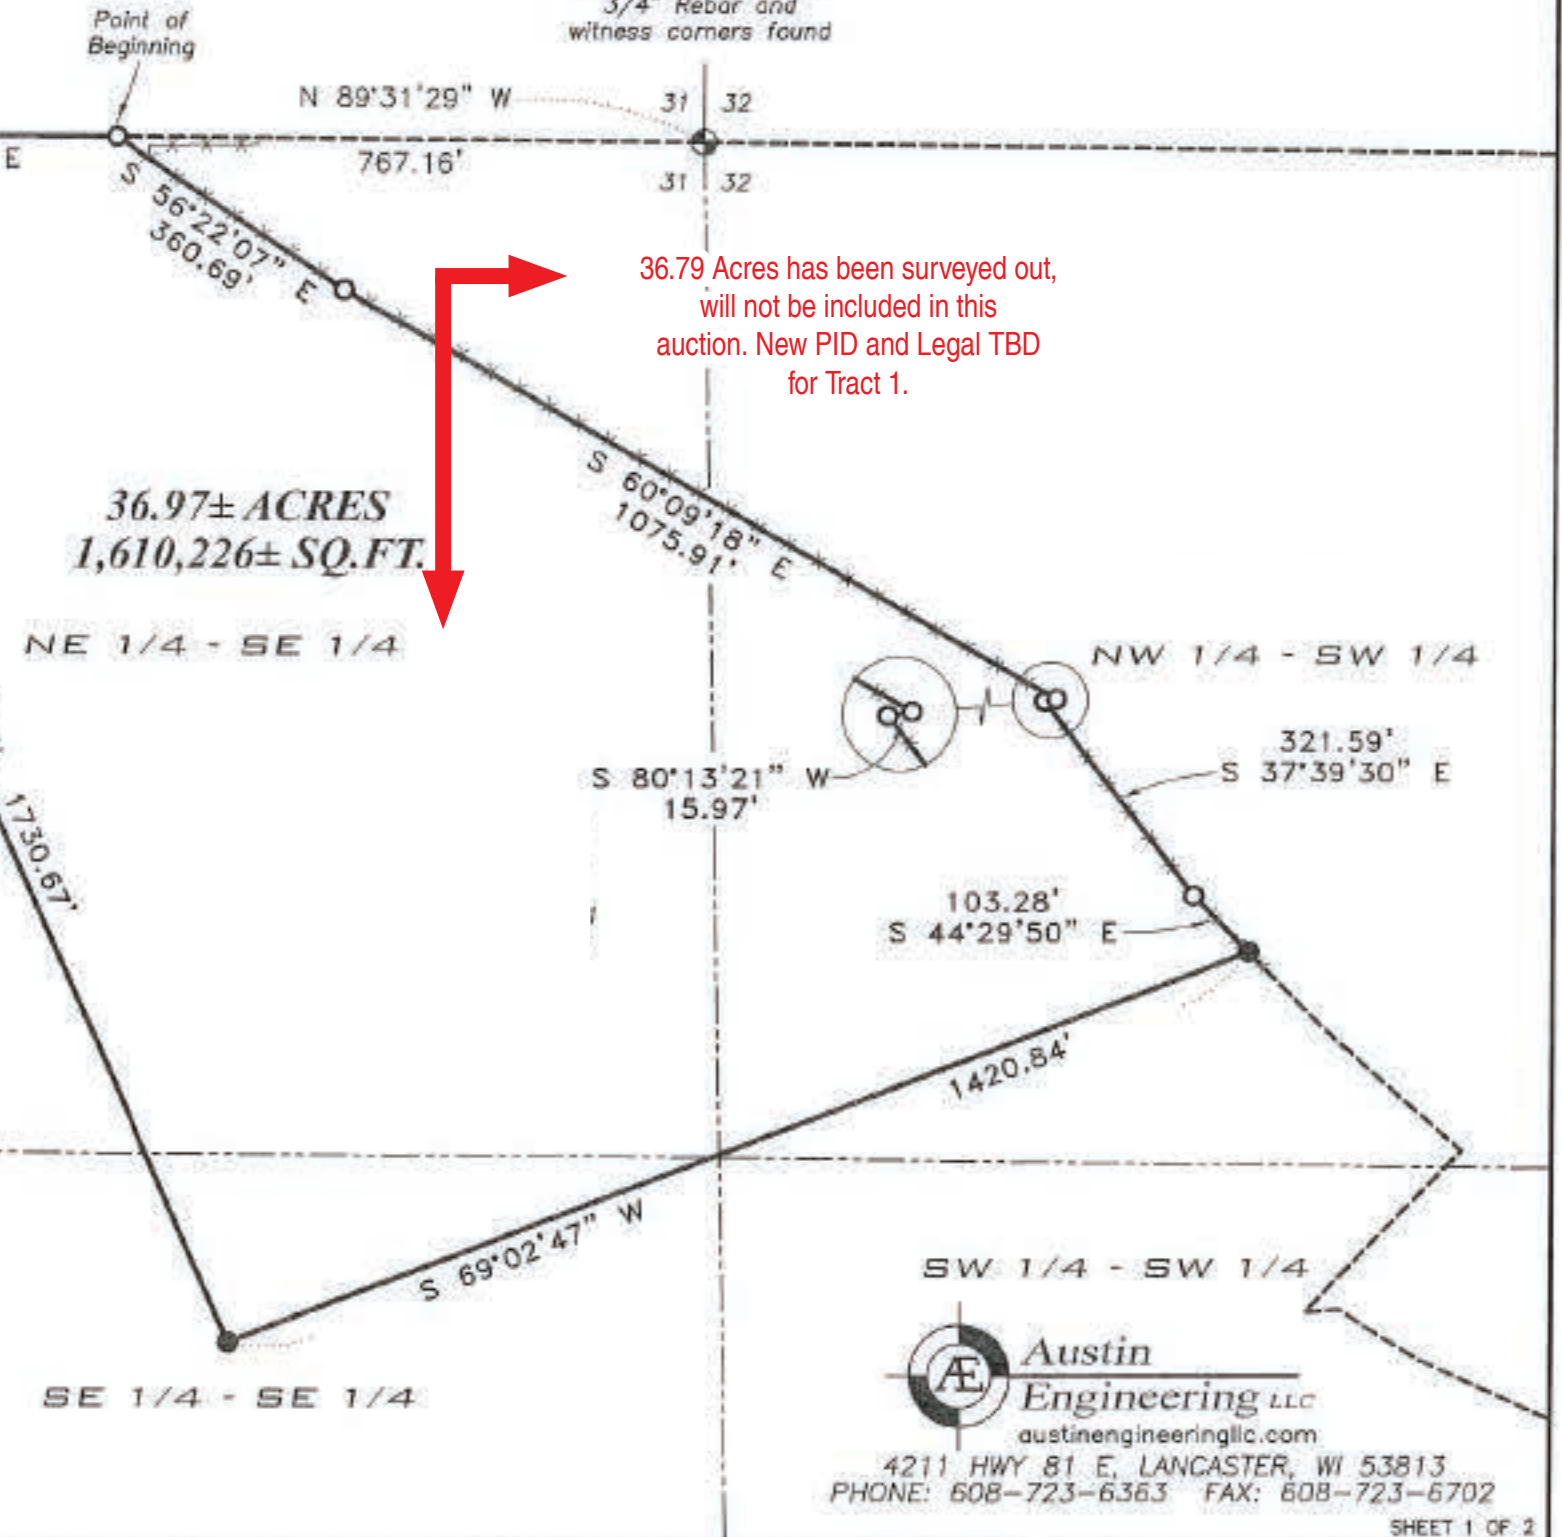 Point of
Beginning
3/4" Rebar and
witness corners found
N 89°31'29" W
31 32
E
767.16'
31 32
S 56°22'07" E
360.69'
36.79 Acres has been surveyed out,
will not be included in this
auction. New PID and Legal TBD
for Tract 1.
S 60°09'18" E
1075.91'
36.97± ACRES
1,610,226± SQ.FT.
NE 1/4 - SE 1/4
NW 1/4 - SW 1/4
S 80°13'21" W
15.97'
321.59'
S 37°39'30" E
1730.67'
103.28'
S 44°29'50" E
1420.84'
S 69°02'47" W
SW 1/4 - SW 1/4
SE 1/4 - SE 1/4
Æ
Austin
Engineering LLC
austinengineeringllc.com
4211 HWY 81 E, LANCASTER, WI 53813
PHONE: 608-723-6363 FAX: 608-723-6702
SHEET 1 OF 2